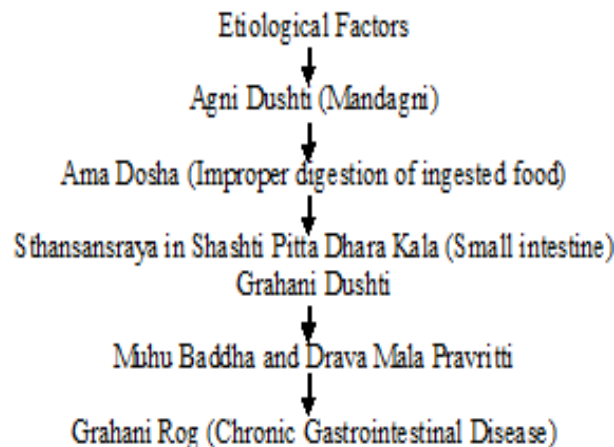 Etiological Factors
Agni Dushti (Mandagni)
Ama Dosha (Improper digestion of ingested food)
Sthansansraya in Shashti Pitta Dhara Kala (Small intestine)
Grahani Dushti
Muhu Baddha and Drava Mala Pravritti
Grahani Rog (Chronic Gastrointestinal Disease)